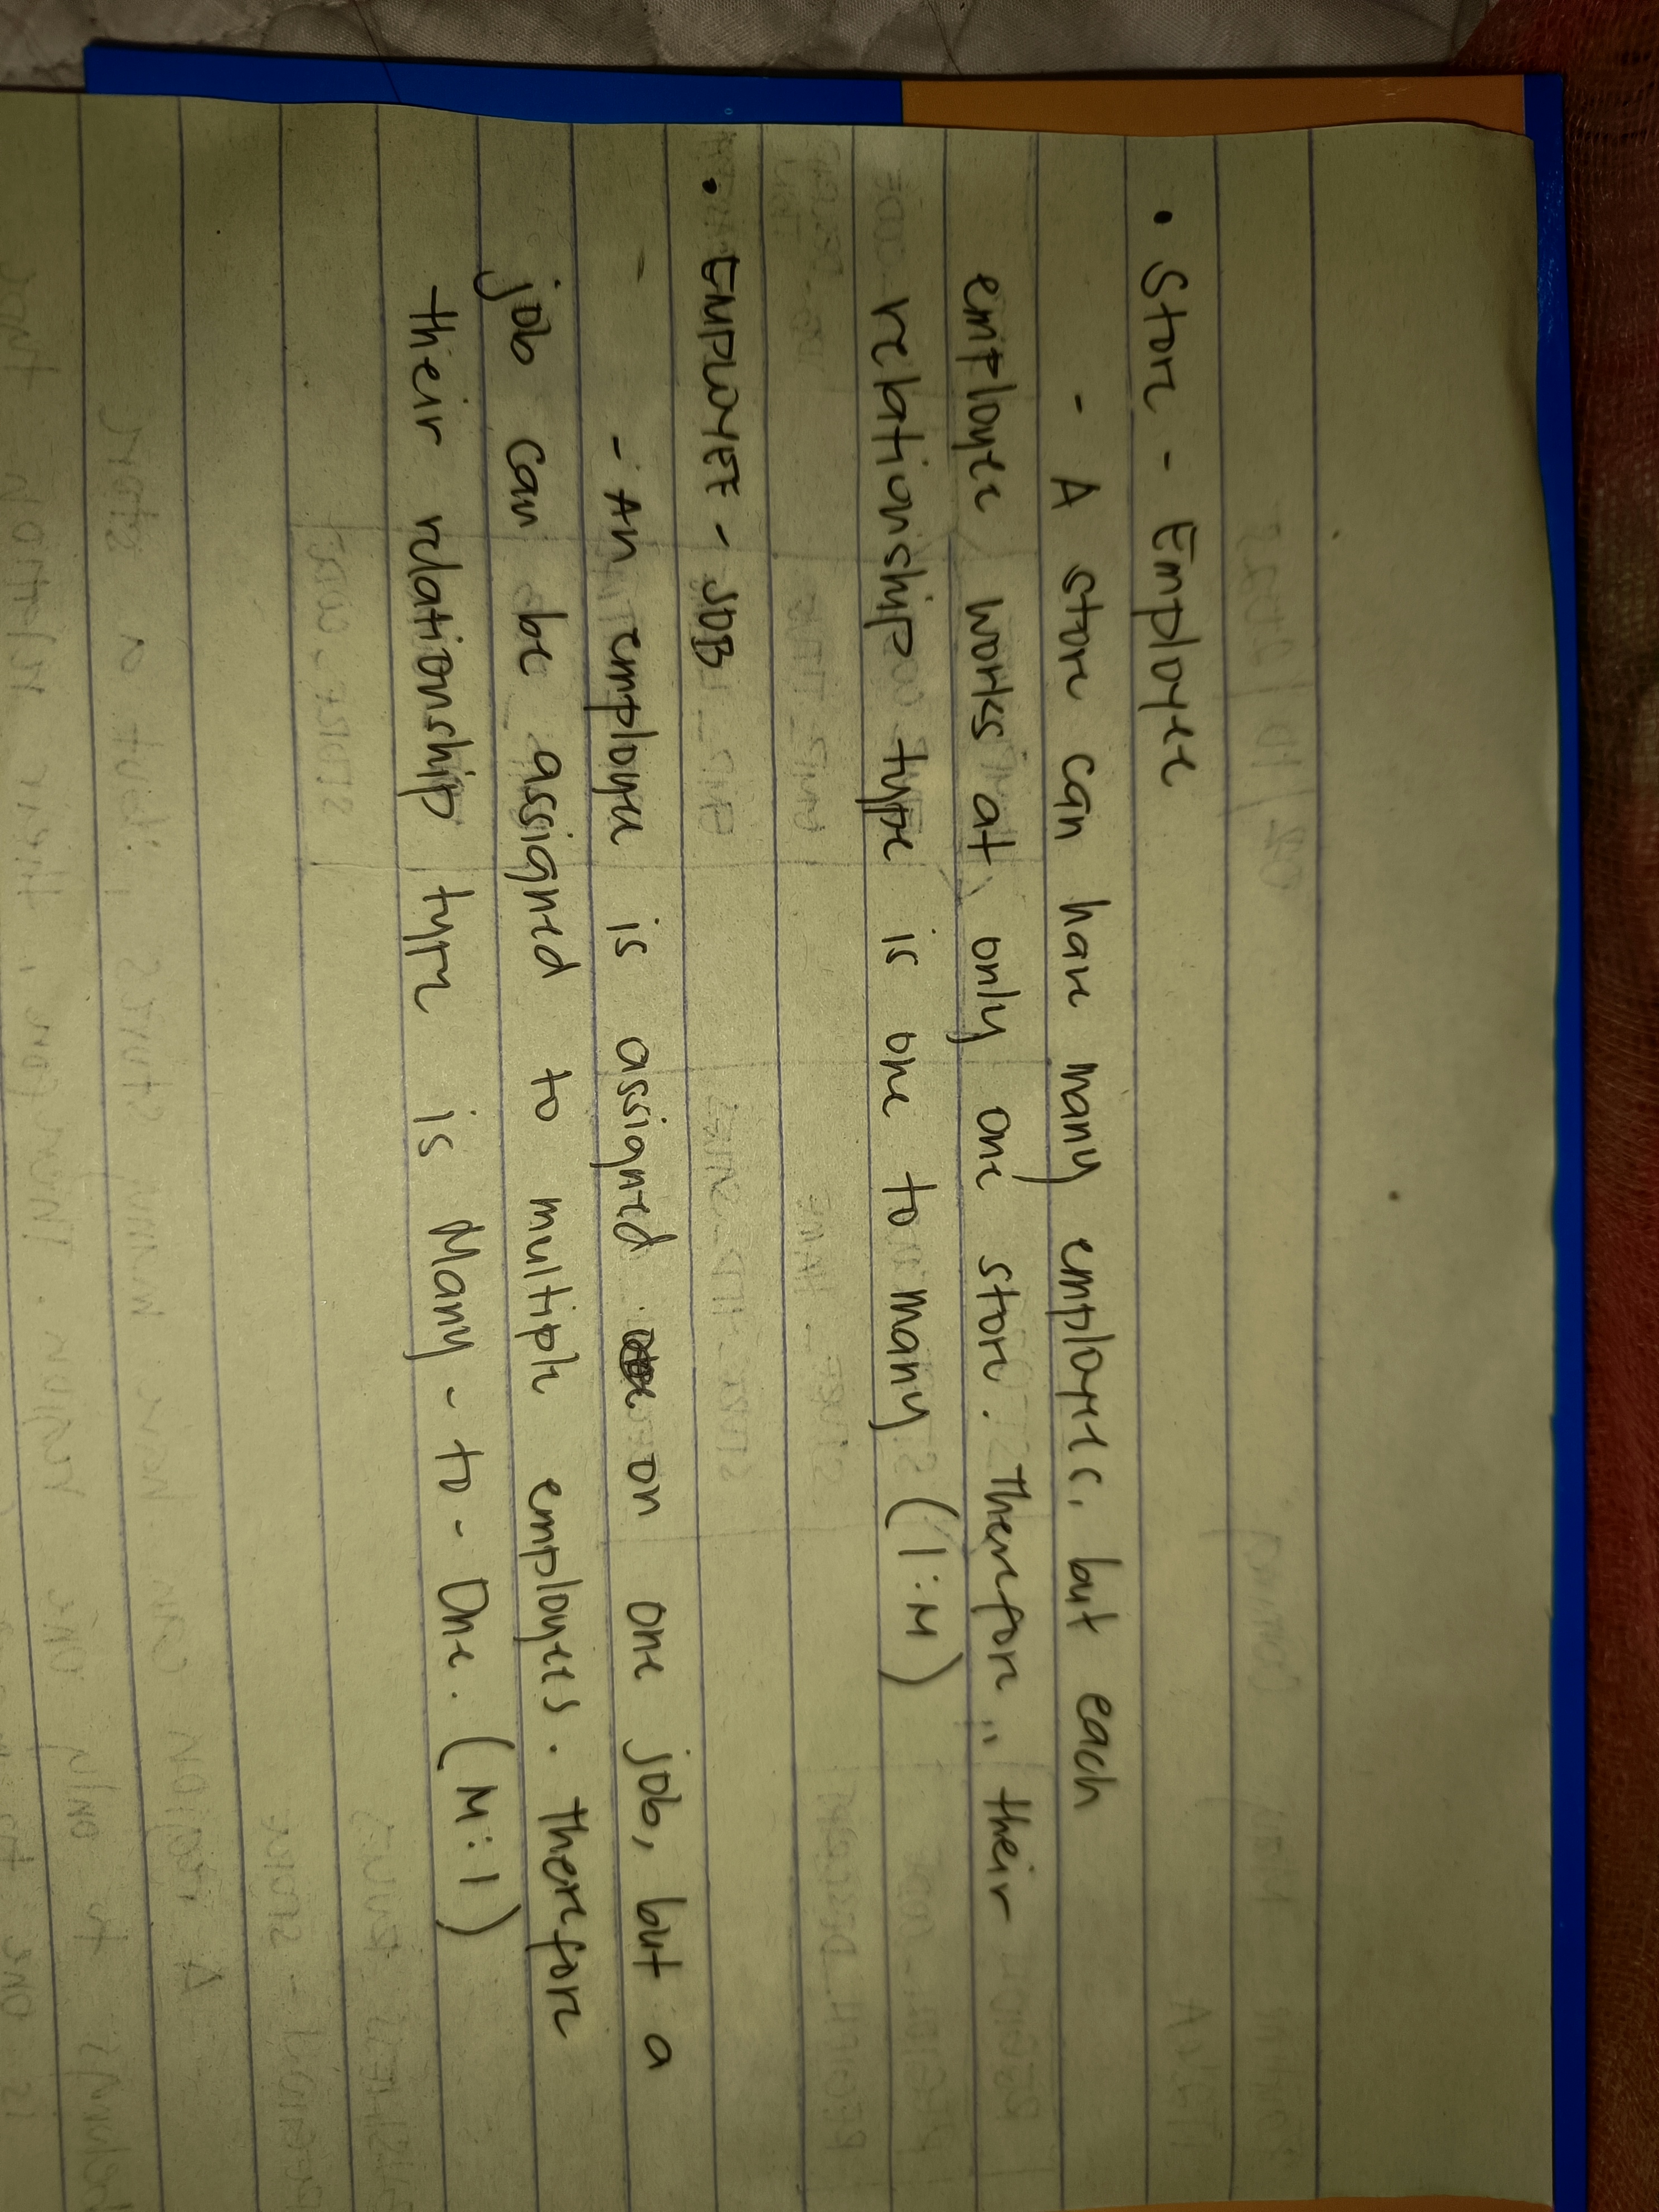 • Store - Employee
- A store can have many employees, but each
employee works at only one store. Therefore,, their
relationship type is one to many (1:M)
• EMPLOYEE - JOB
- An employee is assigned on one job, but a
job can be assigned to multiple employees. Therefore
their relationship type is Many-to-One. (M:1)